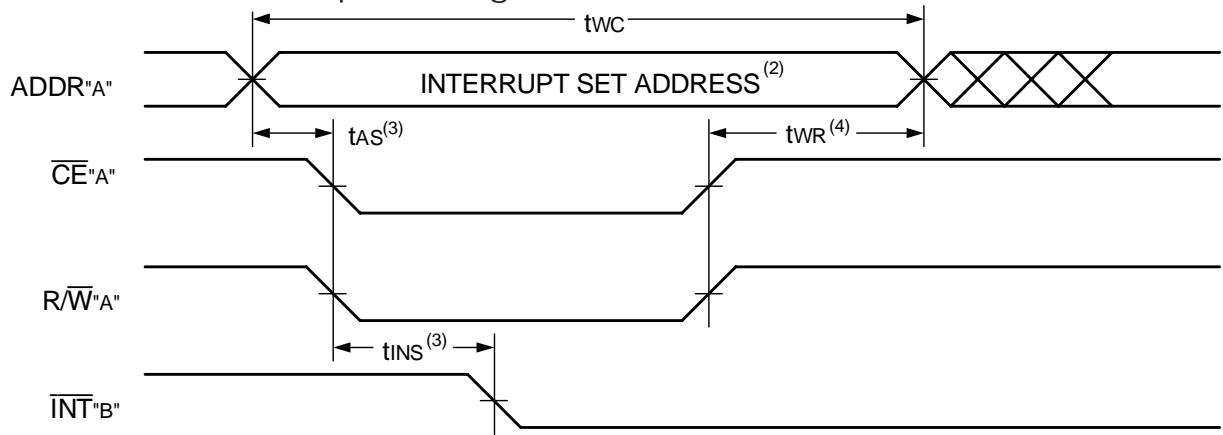 tWC
ADDR"A"
INTERRUPT SET ADDRESS(2)
tAS(3)
tWR(4)
CE"A"
R/W"A"
tINS(3)
INT"B"